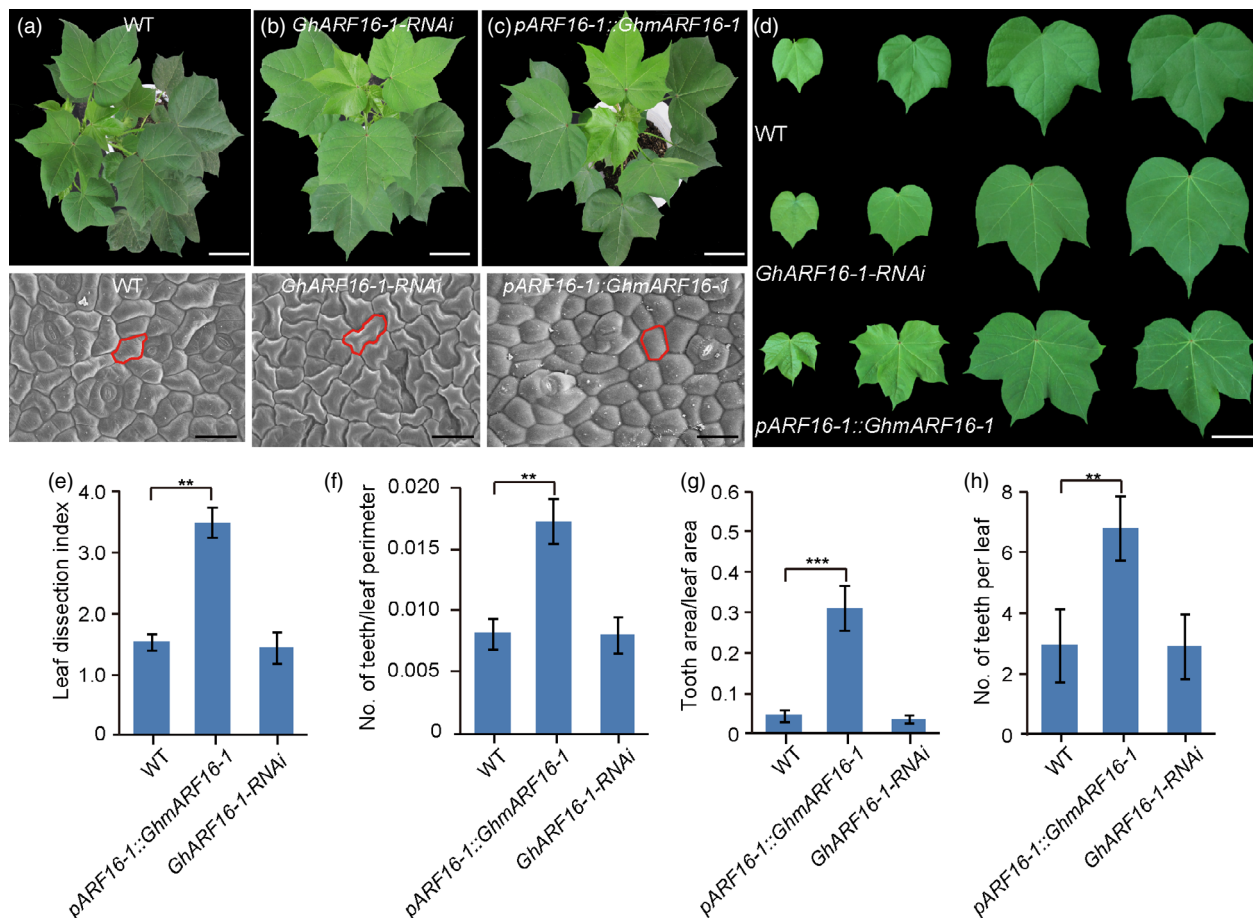 (a) WT
(b) GhARF16-1-RNAi
(c) pARF16-1::GhmARF16-1
WT
GhARF16-1-RNAi
pARF16-1::GhmARF16-1
(d)
WT
GhARF16-1-RNAi
pARF16-1::GhmARF16-1
(e)
Leaf dissection index
4.0
3.0
2.0
1.0
0.0
**
WT
pARF16-1::GhmARF16-1
GhARF16-1-RNAi
(f)
No. of teeth/leaf perimeter
0.020
0.015
0.010
0.005
0.000
**
WT
pARF16-1::GhmARF16-1
GhARF16-1-RNAi
(g)
Tooth area/leaf area
0.6
0.5
0.4
0.3
0.2
0.1
0
***
WT
pARF16-1::GhmARF16-1
GhARF16-1-RNAi
(h)
No. of teeth per leaf
8
6
4
2
0
**
WT
pARF16-1::GhmARF16-1
GhARF16-1-RNAi